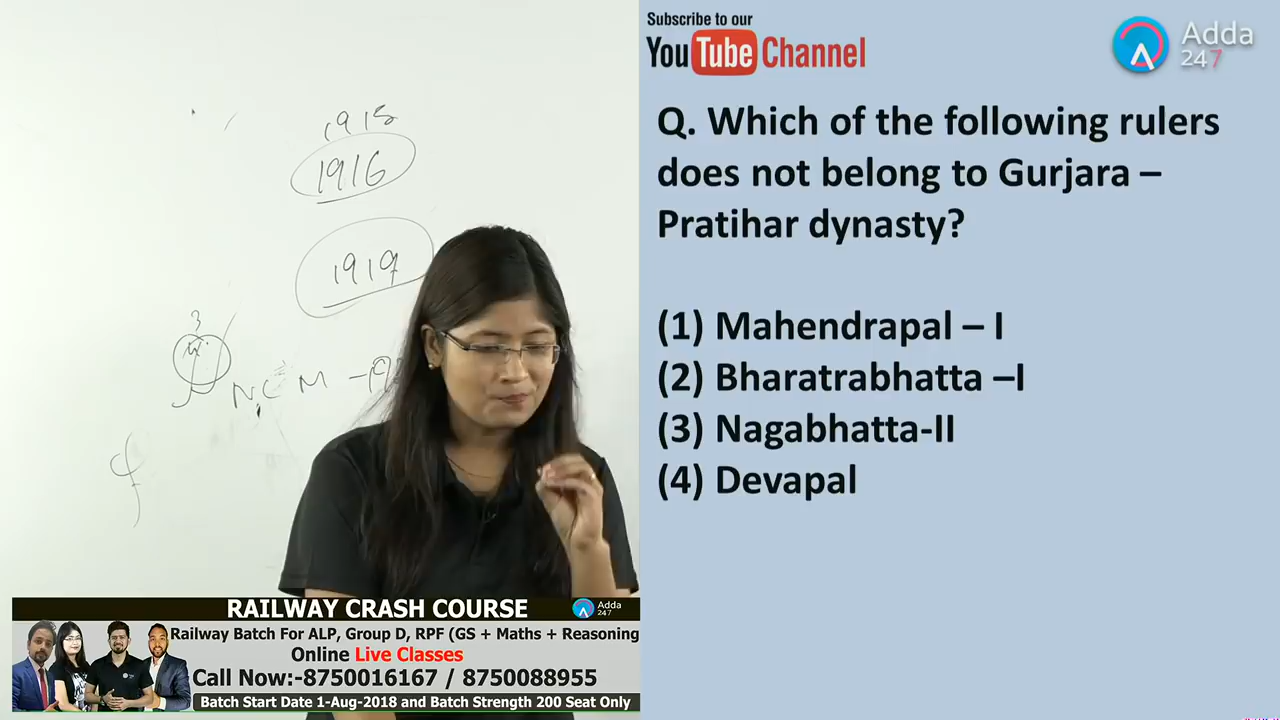 Subscribe to our
YouTube Channel
Adda
247
Q. Which of the following rulers
does not belong to Gurjara –
Pratihar dynasty?
(1) Mahendrapal – I
(2) Bharatrabhatta –I
(3) Nagabhatta-II
(4) Devapal
1915
1916
1919
3
N C M -19
RAILWAY CRASH COURSE
Adda
247
Railway Batch For ALP, Group D, RPF (GS + Maths + Reasoning
Online Live Classes
Call Now:-8750016167 / 8750088955
Batch Start Date 1-Aug-2018 and Batch Strength 200 Seat Only